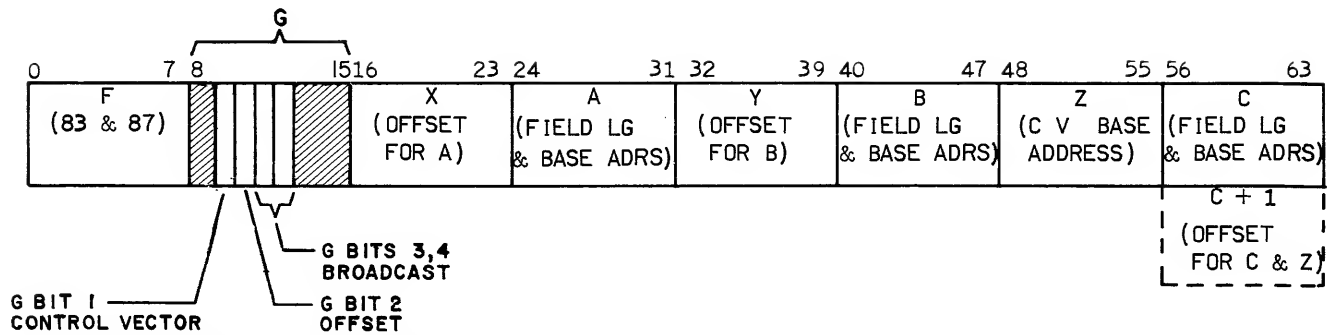 G
0 7 8 15 16 23 24 31 32 39 40 47 48 55 56 63
F
(83 & 87)
X
(OFFSET
FOR A)
A
(FIELD LG
& BASE ADRS)
Y
(OFFSET
FOR B)
B
(FIELD LG
& BASE ADRS)
Z
(C V BASE
ADDRESS)
C
(FIELD LG
& BASE ADRS)
C + 1
(OFFSET
FOR C & Z)
G BITS 3,4
BROADCAST
G BIT 1
CONTROL VECTOR
G BIT 2
OFFSET